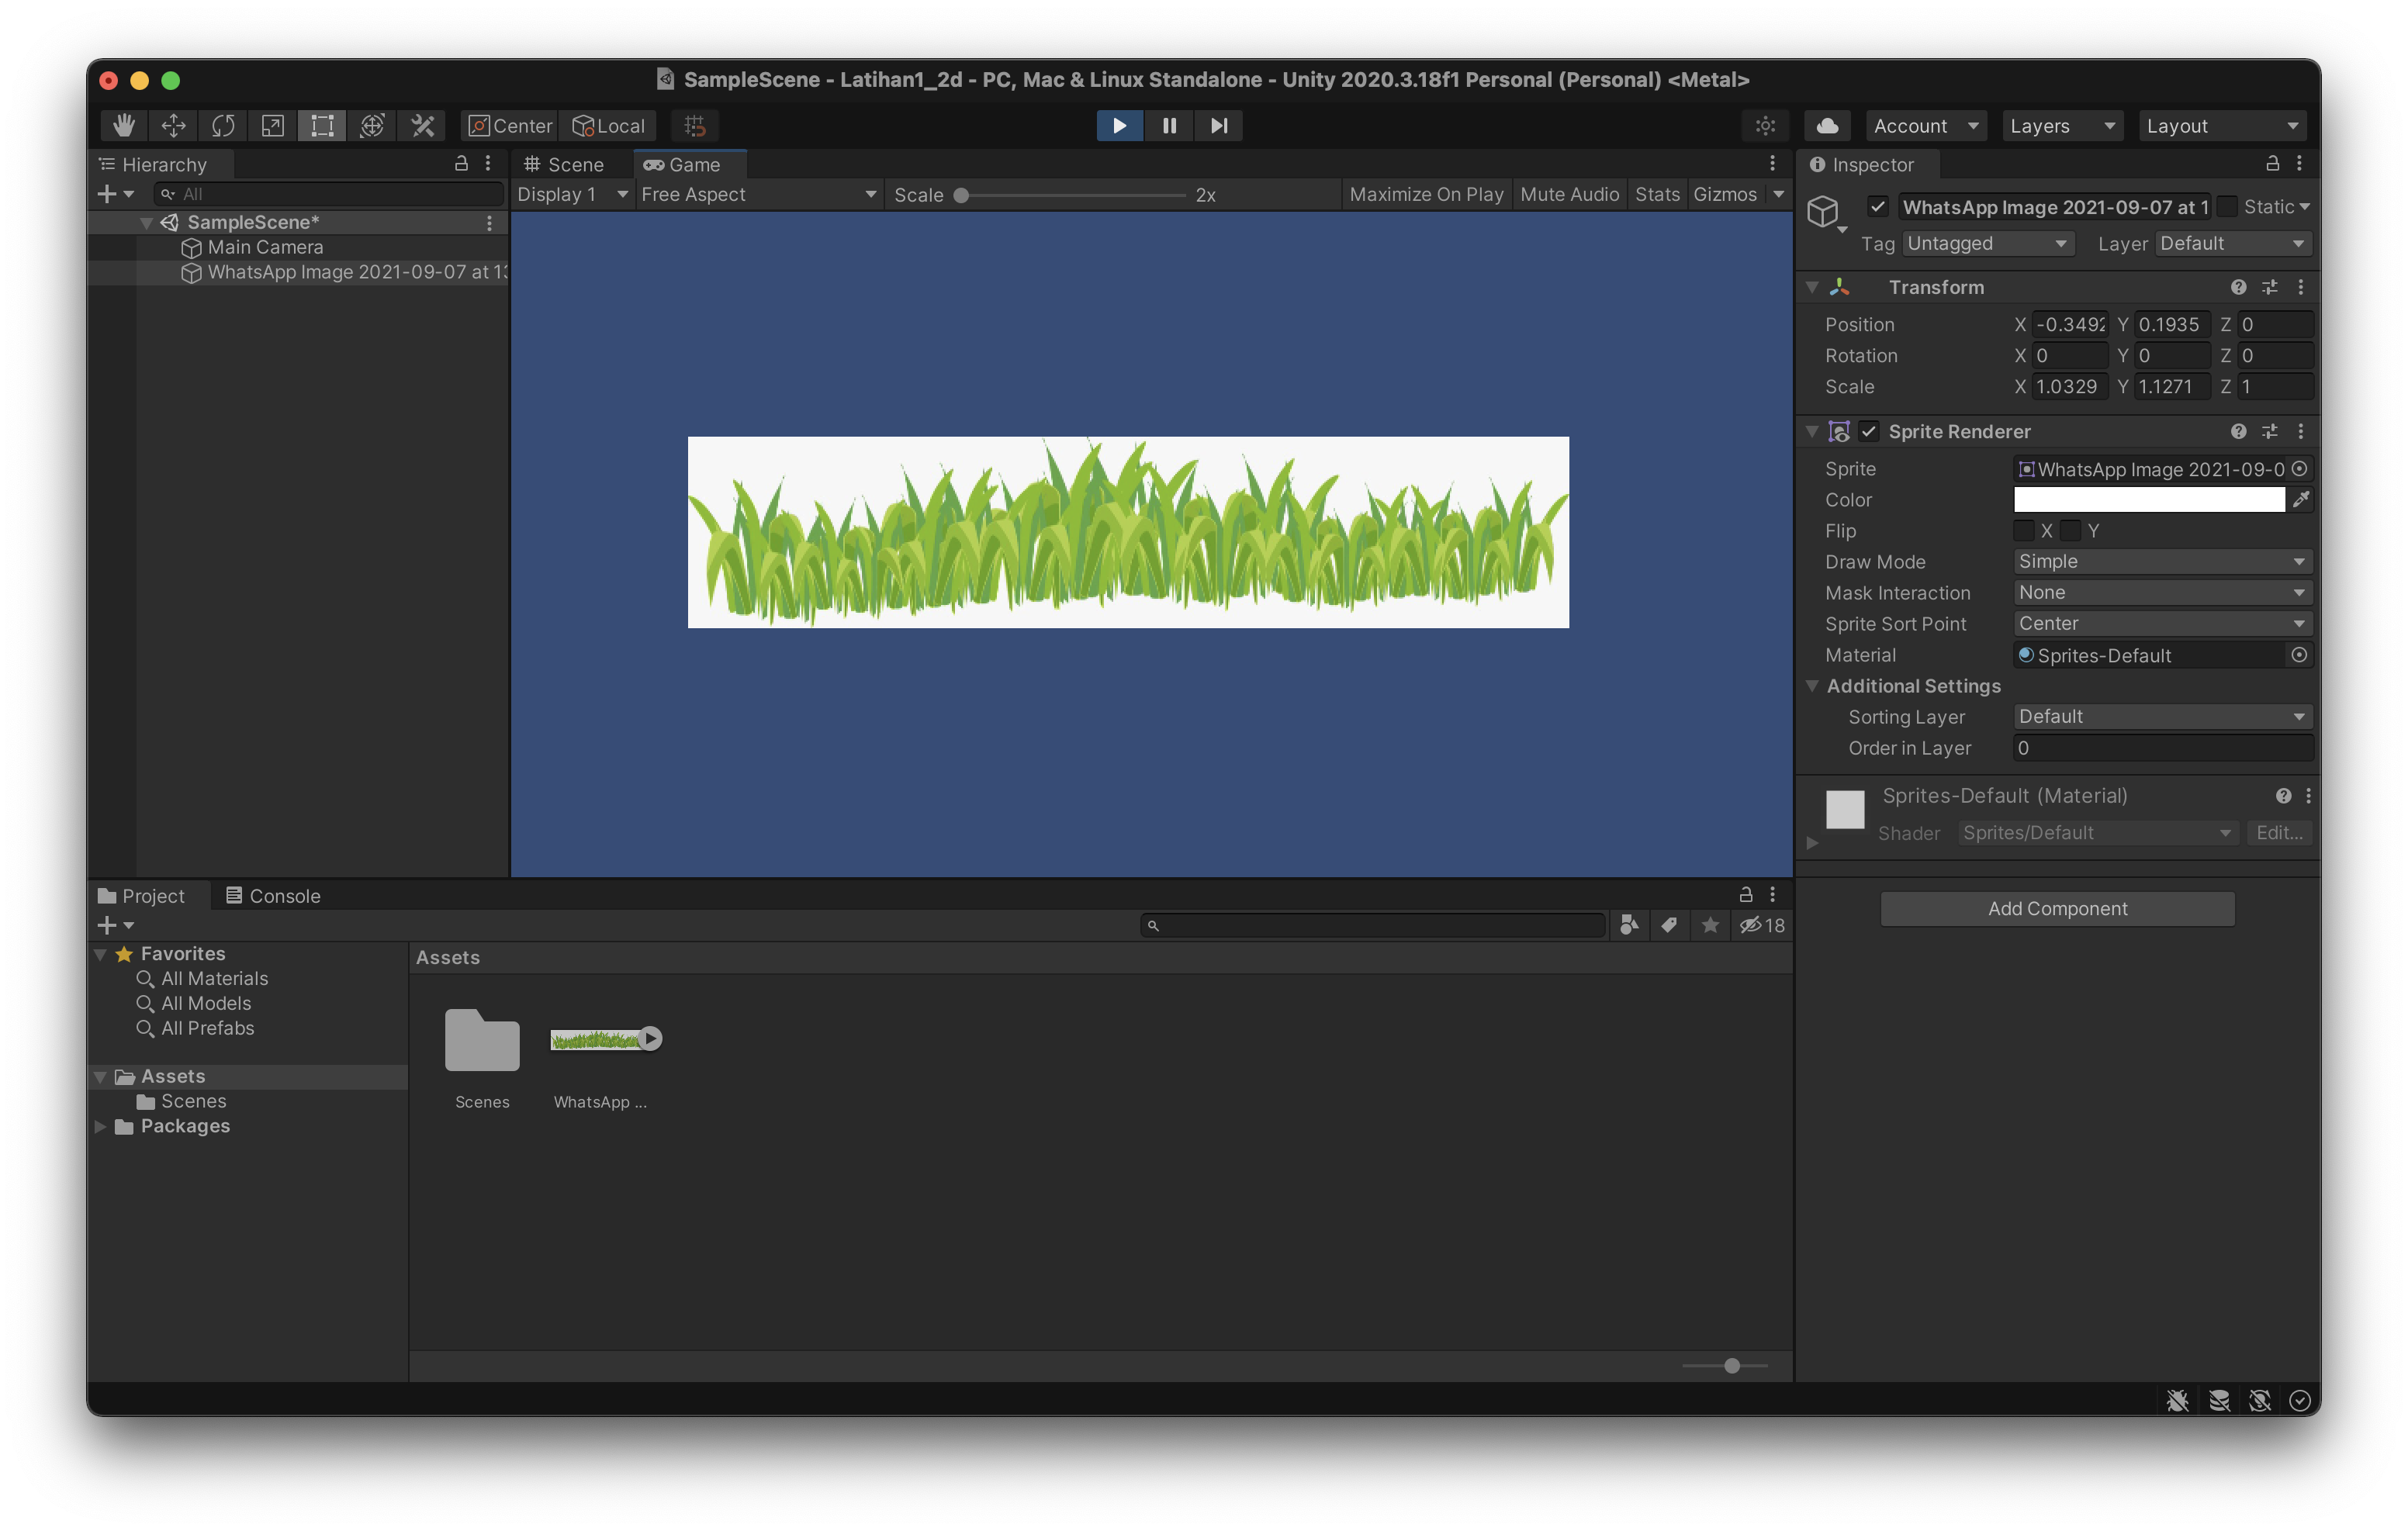 SampleScene - Latihan1_2d - PC, Mac & Linux Standalone - Unity 2020.3.18f1 Personal (Personal) <Metal>
Center Local Account Layers Layout
Hierarchy
All
SampleScene*
Main Camera
WhatsApp Image 2021-09-07 at 13
Scene Game
Display 1 Free Aspect Scale 2x Maximize On Play Mute Audio Stats Gizmos
Inspector
WhatsApp Image 2021-09-07 at 1 Static
Tag Untagged Layer Default
Transform
Position X -0.3492 Y 0.1935 Z 0
Rotation X 0 Y 0 Z 0
Scale X 1.0329 Y 1.1271 Z 1
Sprite Renderer
Sprite WhatsApp Image 2021-09-0
Color
Flip X Y
Draw Mode Simple
Mask Interaction None
Sprite Sort Point Center
Material Sprites-Default
Additional Settings
Sorting Layer Default
Order in Layer 0
Sprites-Default (Material)
Shader Sprites/Default Edit...
Add Component
Project Console
18
Favorites
All Materials
All Models
All Prefabs
Assets
Scenes
Packages
Assets
Scenes WhatsApp ...